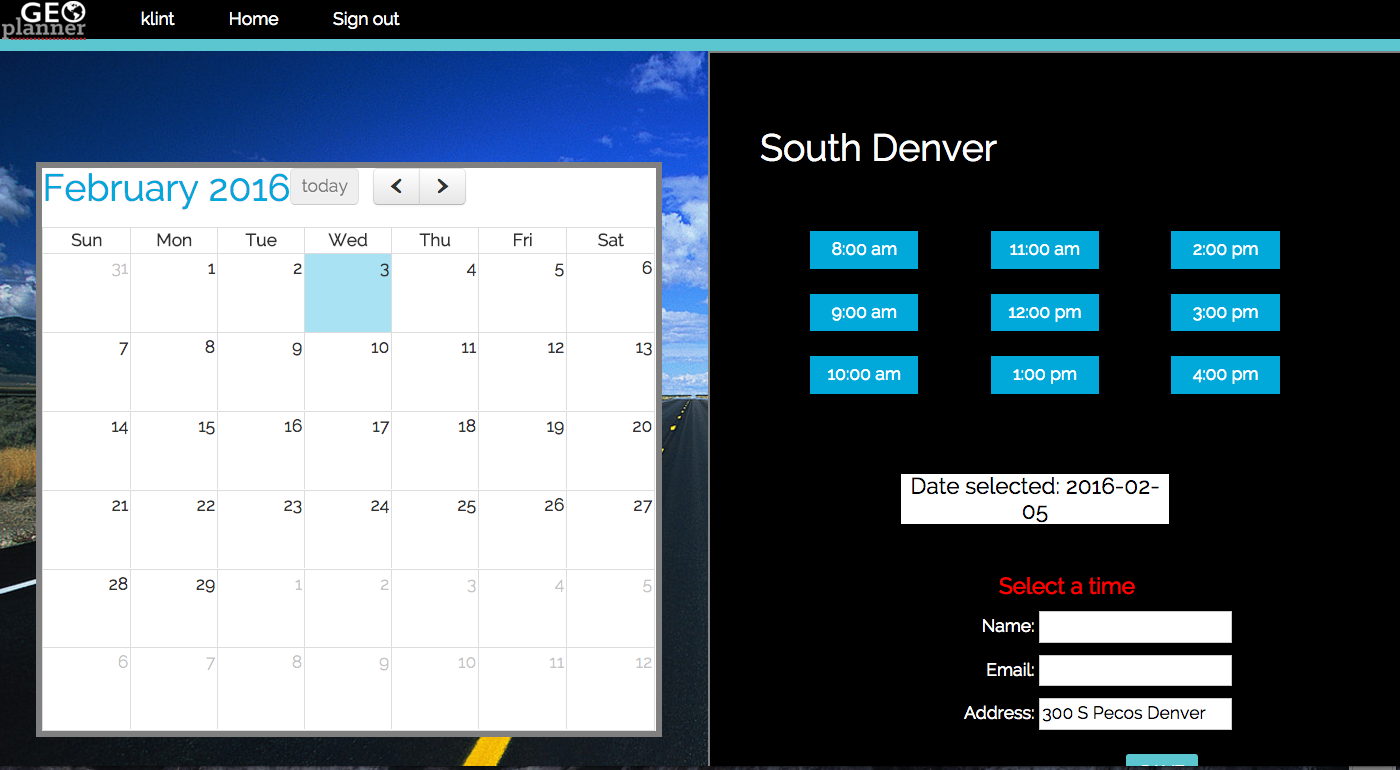 GEO
planner
klint Home Sign out
February 2016 today
Sun Mon Tue Wed Thu Fri Sat
31 1 2 3 4 5 6
7 8 9 10 11 12 13
14 15 16 17 18 19 20
21 22 23 24 25 26 27
28 29 1 2 3 4 5
6 7 8 9 10 11 12
South Denver
8:00 am 11:00 am 2:00 pm
9:00 am 12:00 pm 3:00 pm
10:00 am 1:00 pm 4:00 pm
Date selected: 2016-02-
05
Select a time
Name:
Email:
Address: 300 S Pecos Denver